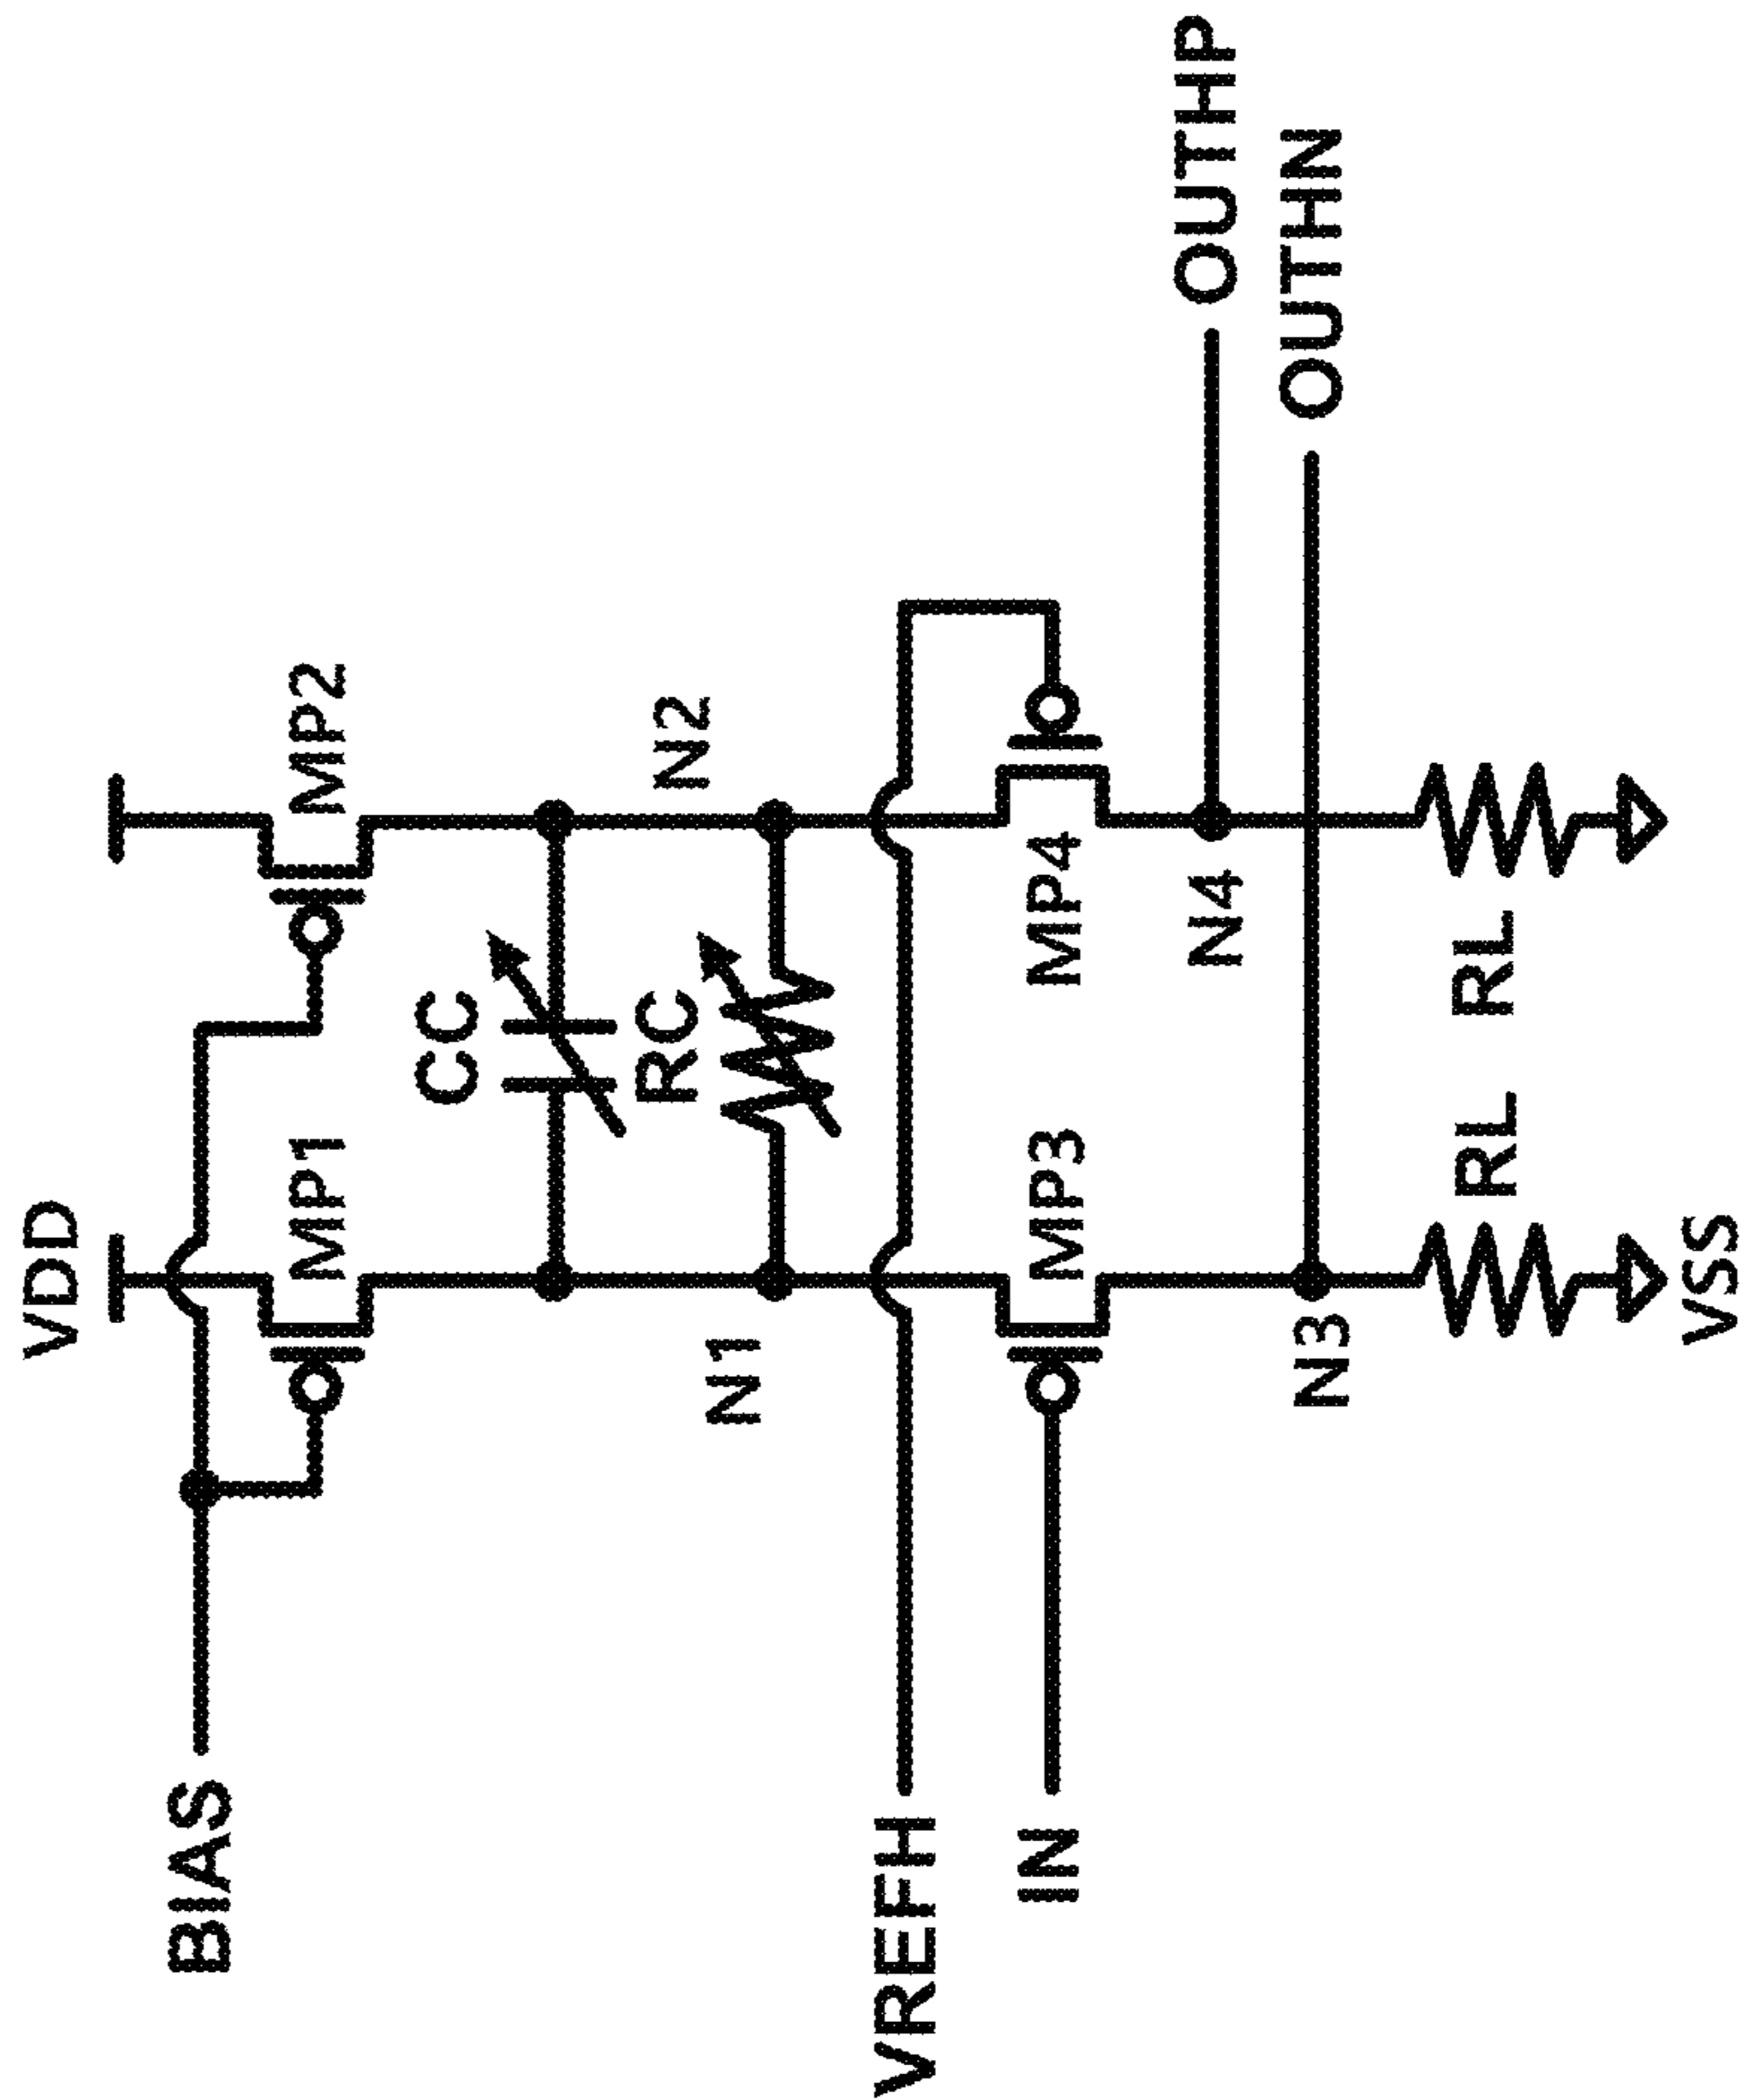 VDD
BIAS
MP1
MP2
CC
N2
RC
N1
VREFH
IN
MP3
MP4
N4
OUTHP
N3
OUTHN
RL
RL
VSS